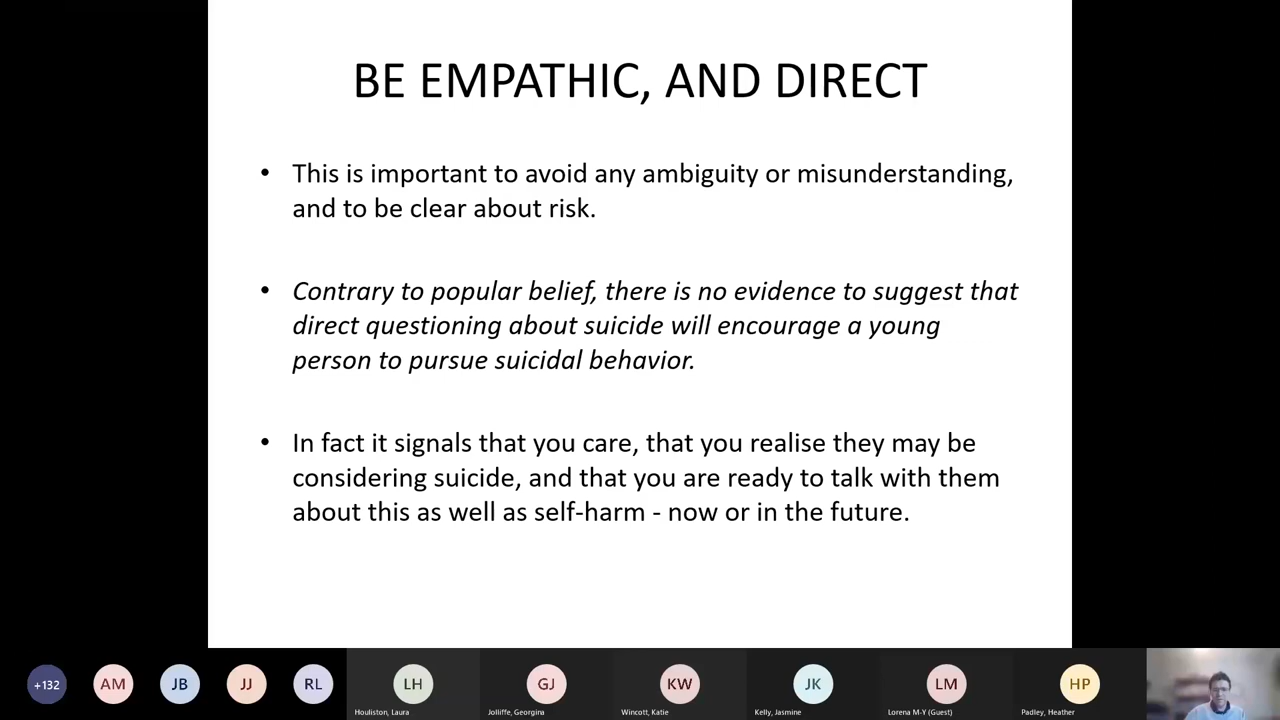 BE EMPATHIC, AND DIRECT
• This is important to avoid any ambiguity or misunderstanding,
and to be clear about risk.
• Contrary to popular belief, there is no evidence to suggest that
direct questioning about suicide will encourage a young
person to pursue suicidal behavior.
• In fact it signals that you care, that you realise they may be
considering suicide, and that you are ready to talk with them
about this as well as self-harm - now or in the future.
+132 AM JB JJ RL LH GJ KW JK LM HP
Houliston, Laura Jolliffe, Georgina Wincott, Katie Kelly, Jasmine Lorena M-Y (Guest) Padley, Heather